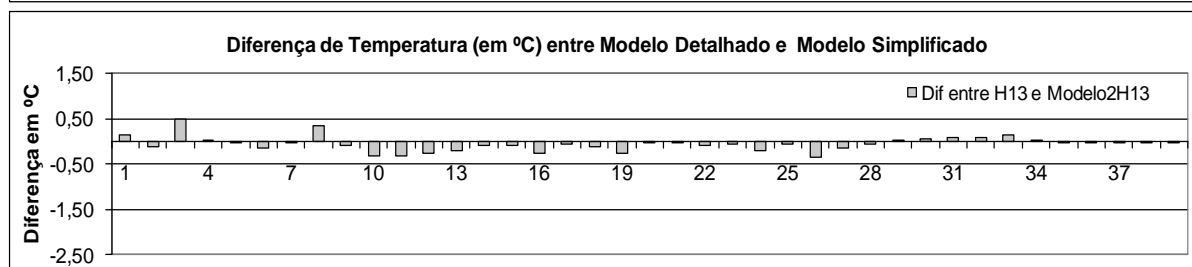 Diferença de Temperatura (em ºC) entre Modelo Detalhado e Modelo Simplificado
Diferença em ºC
1,50
0,50
-0,50
-1,50
-2,50
Dif entre H13 e Modelo2H13
1 4 7 10 13 16 19 22 25 28 31 34 37